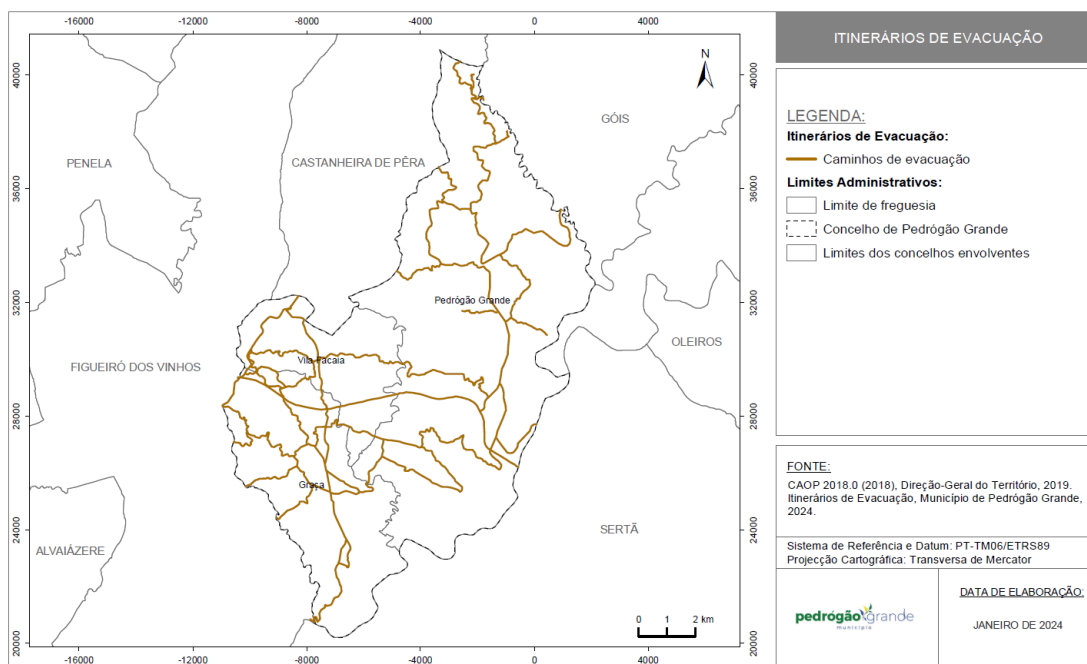 -16000 -12000 -8000 -4000 0 4000
40000 36000 32000 28000 24000 20000
40000 36000 32000 28000 24000 20000
N
GÓIS
PENELA
CASTANHEIRA DE PÊRA
Pedrógão Grande
OLEIROS
Vila Facaia
FIGUEIRÓ DOS VINHOS
Graça
SERTÃ
ALVAIÁZERE
0 1 2 km
-16000 -12000 -8000 -4000 0 4000
ITINERÁRIOS DE EVACUAÇÃO
LEGENDA:
Itinerários de Evacuação:
Caminhos de evacuação
Limites Administrativos:
Limite de freguesia
Concelho de Pedrógão Grande
Limites dos concelhos envolventes
FONTE:
CAOP 2018.0 (2018), Direção-Geral do Território, 2019.
Itinerários de Evacuação, Município de Pedrógão Grande,
2024.
Sistema de Referência e Datum: PT-TM06/ETRS89
Projecção Cartográfica: Transversa de Mercator
pedrógão grande
município
DATA DE ELABORAÇÃO:
JANEIRO DE 2024